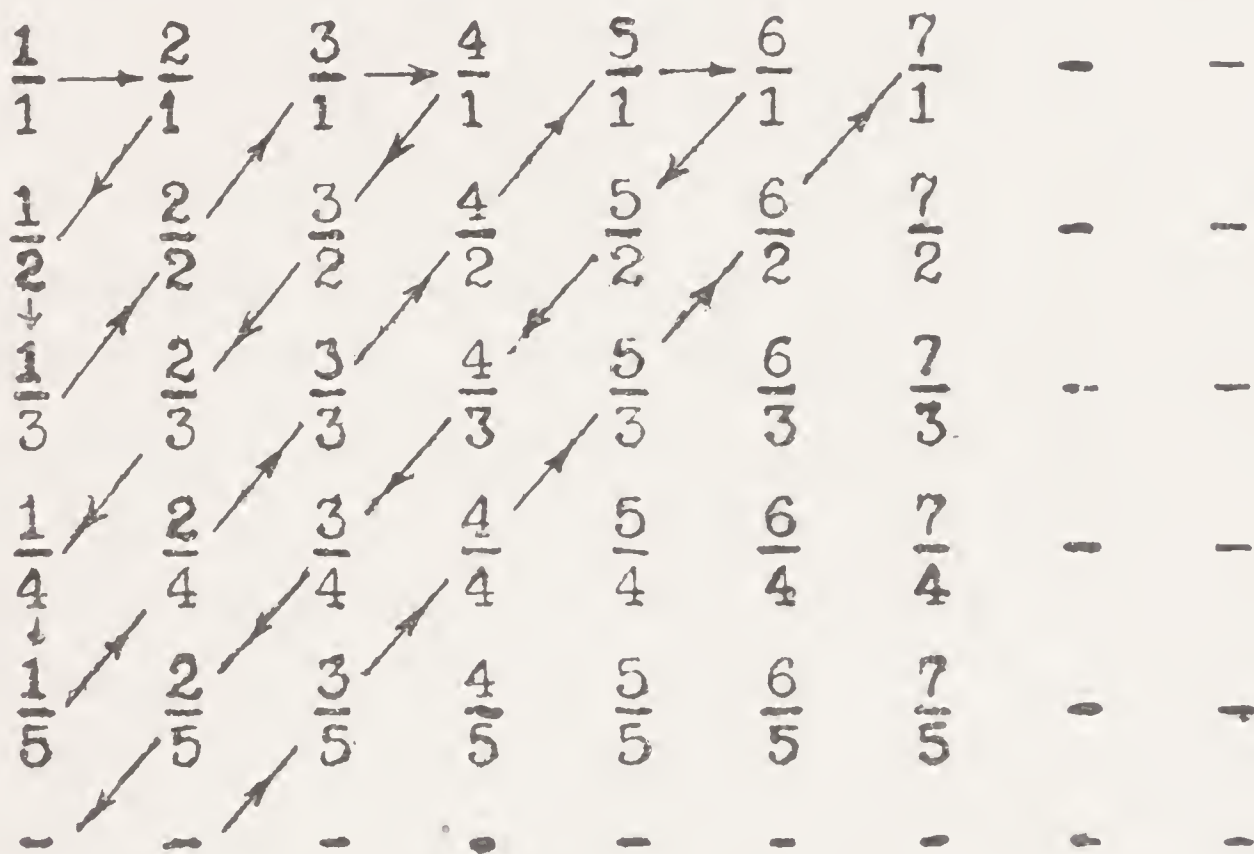 1/1 → 2/1 3/1 → 4/1 5/1 → 6/1 7/1 - -
1/2 2/2 3/2 4/2 5/2 6/2 7/2 - -
1/3 2/3 3/3 4/3 5/3 6/3 7/3 - -
1/4 2/4 3/4 4/4 5/4 6/4 7/4 - -
1/5 2/5 3/5 4/5 5/5 6/5 7/5 - -
- - - - - - - - -